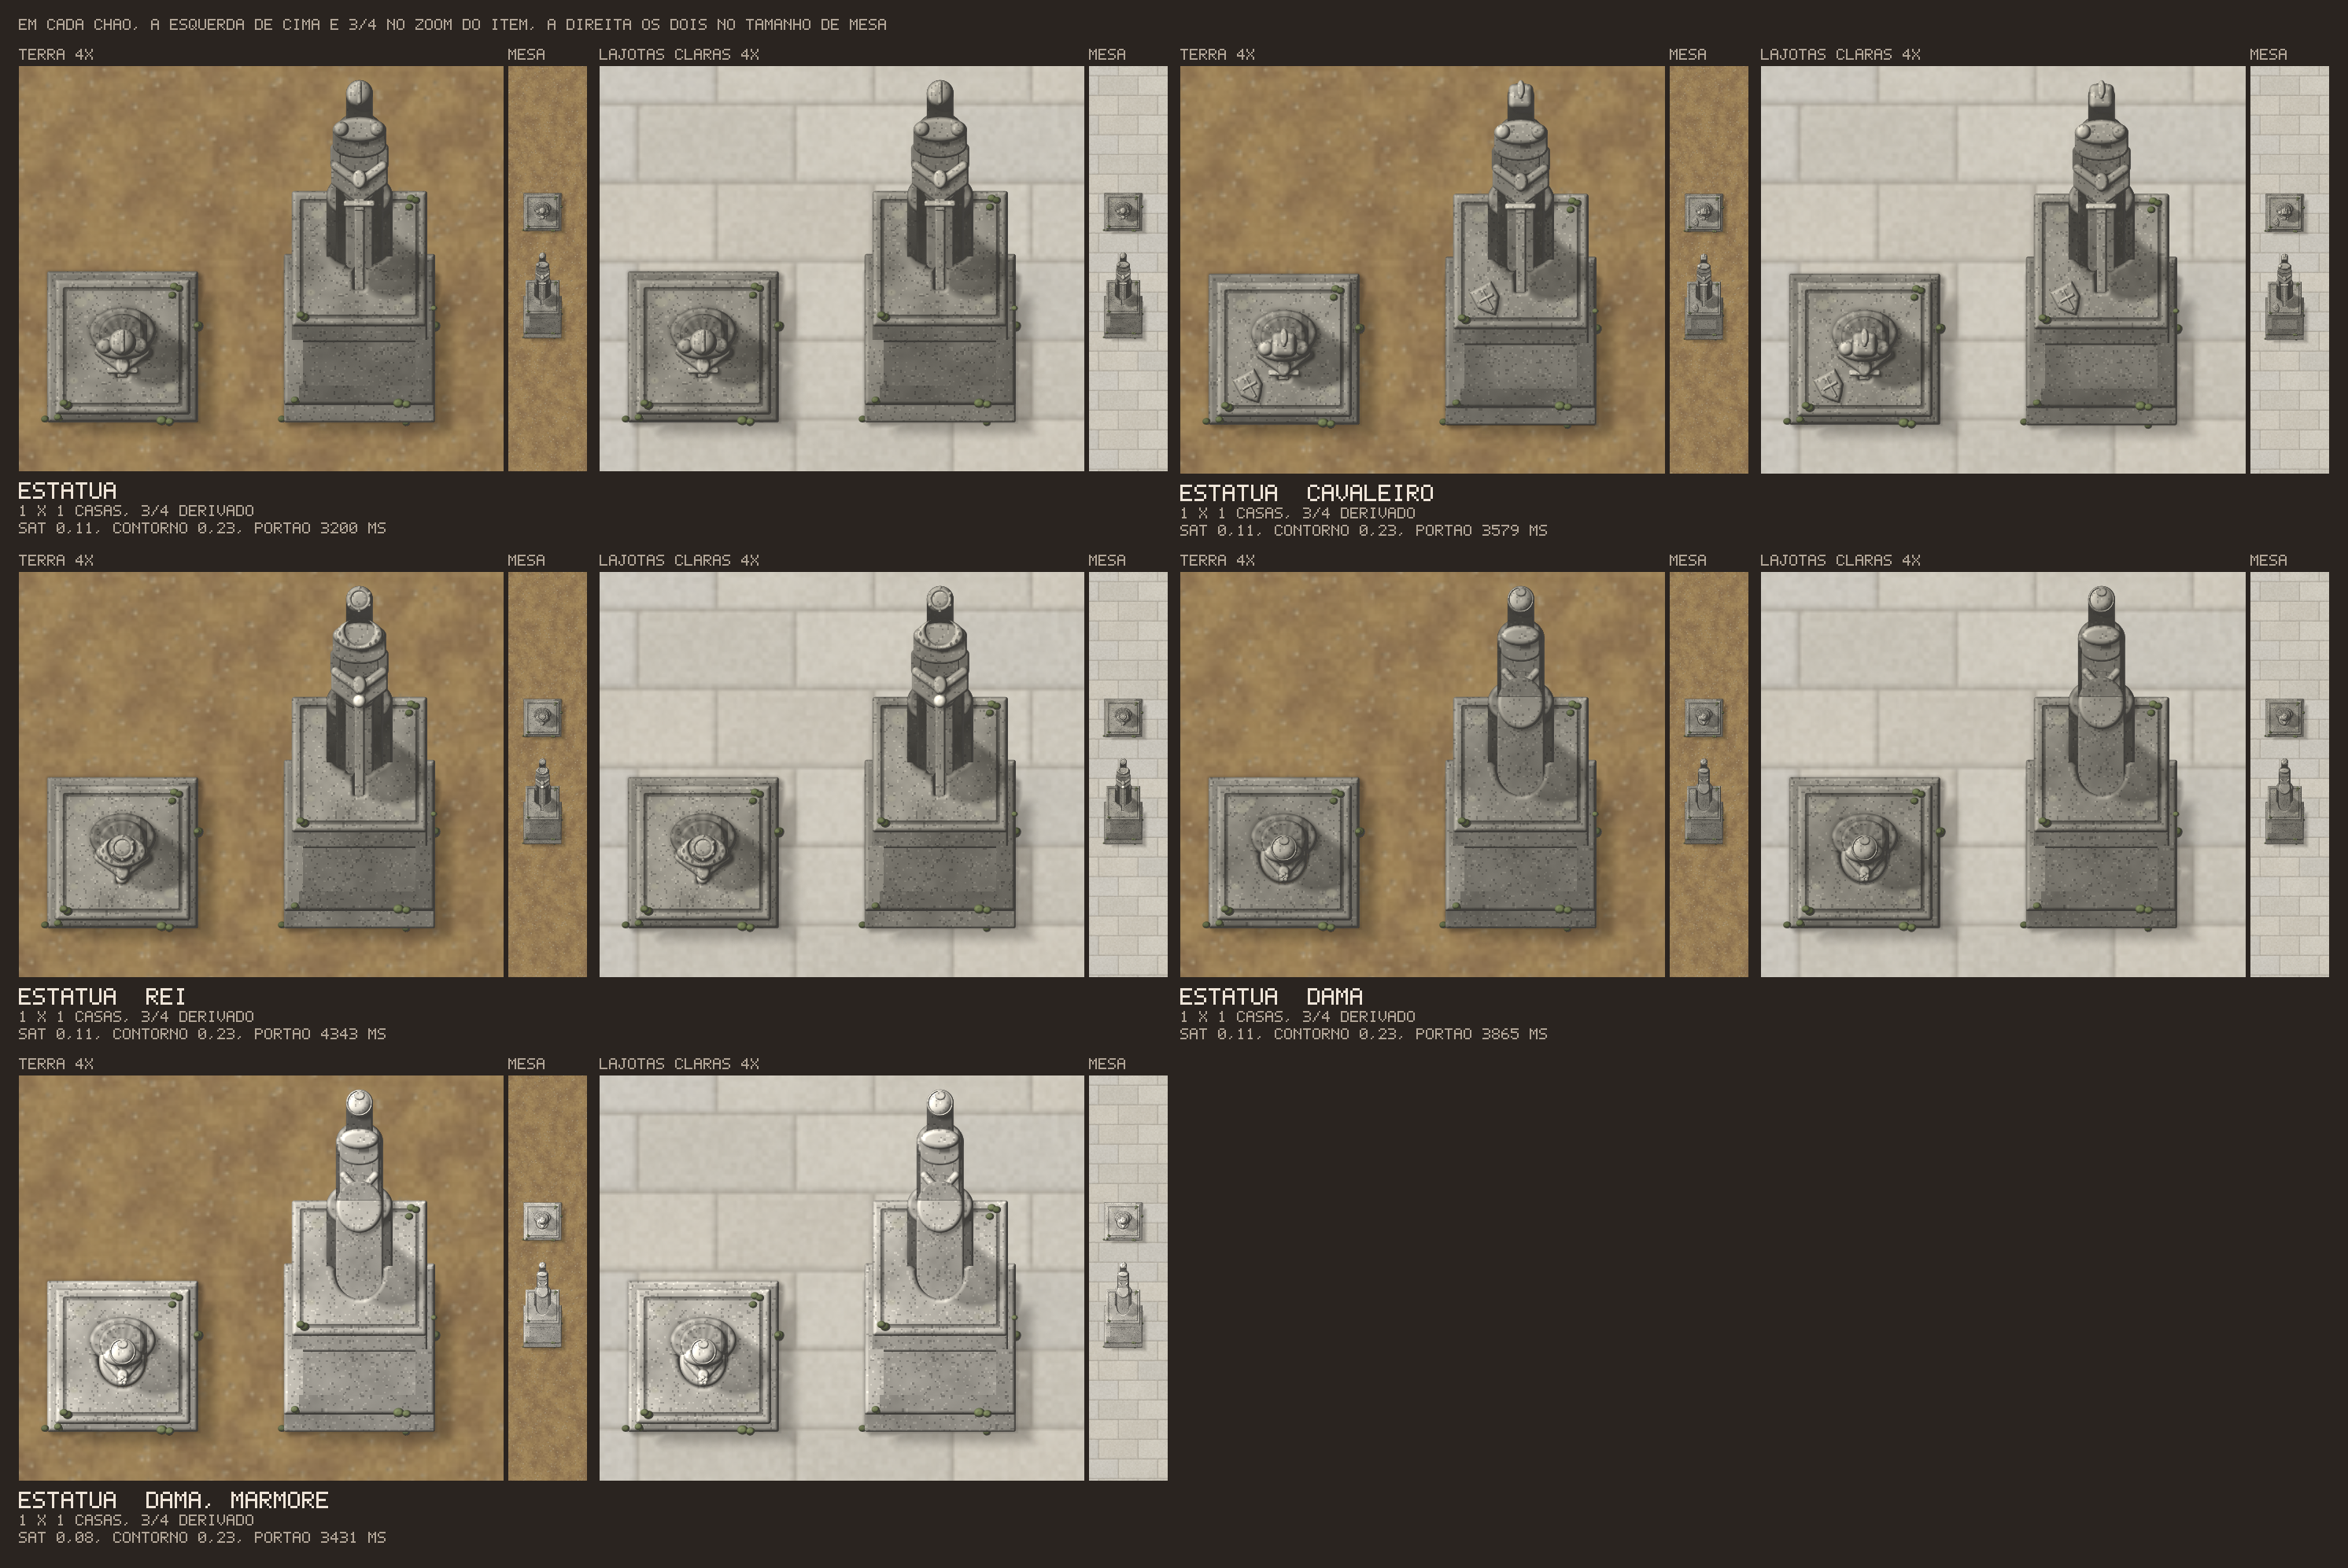 EM CADA CHAO, A ESQUERDA DE CIMA E 3/4 NO ZOOM DO ITEM, A DIREITA OS DOIS NO TAMANHO DE MESA
TERRA 4X
MESA
LAJOTAS CLARAS 4X
MESA
TERRA 4X
MESA
LAJOTAS CLARAS 4X
MESA
ESTATUA
1 X 1 CASAS, 3/4 DERIVADO
SAT 0,11, CONTORNO 0,23, PORTAO 3200 MS
ESTATUA CAVALEIRO
1 X 1 CASAS, 3/4 DERIVADO
SAT 0,11, CONTORNO 0,23, PORTAO 3579 MS
TERRA 4X
MESA
LAJOTAS CLARAS 4X
MESA
TERRA 4X
MESA
LAJOTAS CLARAS 4X
MESA
ESTATUA REI
1 X 1 CASAS, 3/4 DERIVADO
SAT 0,11, CONTORNO 0,23, PORTAO 4343 MS
ESTATUA DAMA
1 X 1 CASAS, 3/4 DERIVADO
SAT 0,11, CONTORNO 0,23, PORTAO 3865 MS
TERRA 4X
MESA
LAJOTAS CLARAS 4X
MESA
ESTATUA DAMA, MARMORE
1 X 1 CASAS, 3/4 DERIVADO
SAT 0,08, CONTORNO 0,23, PORTAO 3431 MS